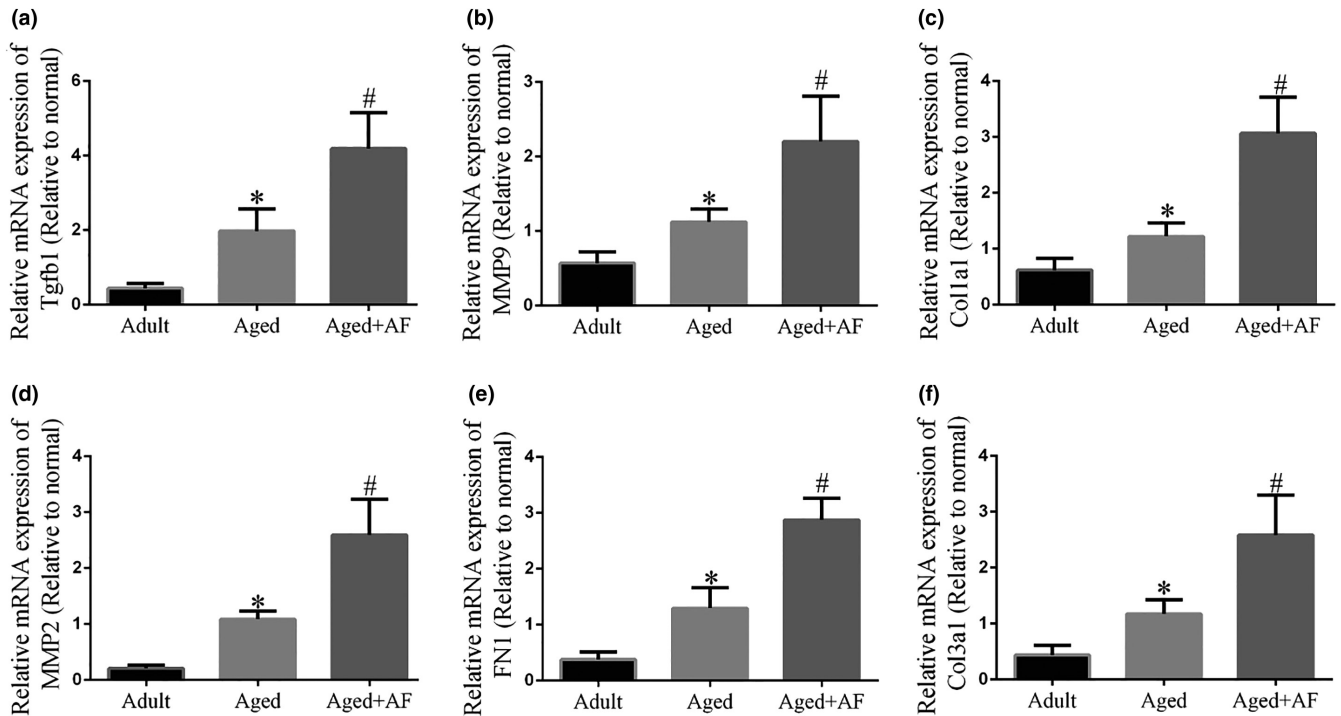 (a)
Relative mRNA expression of
Tgfb1 (Relative to normal)
6
4
2
0
*
#
Adult Aged Aged+AF
(b)
Relative mRNA expression of
MMP9 (Relative to normal)
3
2
1
0
*
#
Adult Aged Aged+AF
(c)
Relative mRNA expression of
Col1a1 (Relative to normal)
4
3
2
1
0
*
#
Adult Aged Aged+AF
(d)
Relative mRNA expression of
MMP2 (Relative to normal)
4
3
2
1
0
*
#
Adult Aged Aged+AF
(e)
Relative mRNA expression of
FN1 (Relative to normal)
4
3
2
1
0
*
#
Adult Aged Aged+AF
(f)
Relative mRNA expression of
Col3a1 (Relative to normal)
4
3
2
1
0
*
#
Adult Aged Aged+AF